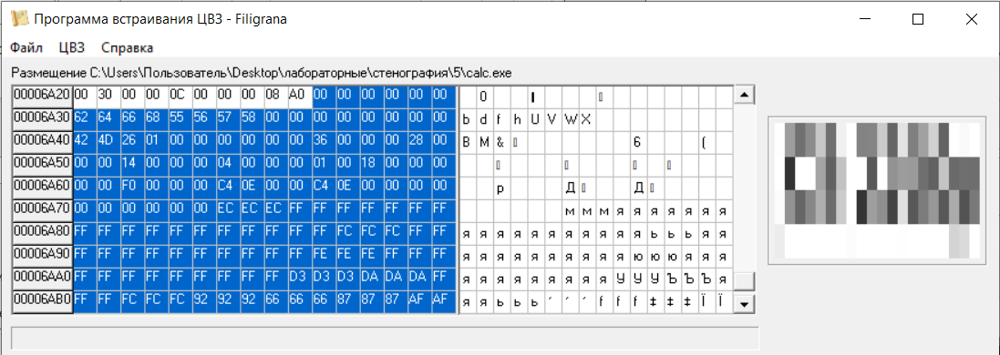 Программа встраивания ЦВЗ - Filigrana
Файл ЦВЗ Справка
Размещение C:\Users\Пользователь\Desktop\лабораторные\стенография\5\calc.exe
00006A20 00 30 00 00 0C 00 00 00 08 A0 00 00 00 00 00 00 0
00006A30 62 64 66 68 55 56 57 58 00 00 00 00 00 00 00 00 b d f h U V W X
00006A40 42 4D 26 01 00 00 00 00 00 00 36 00 00 00 28 00 B M & 6 (
00006A50 00 00 14 00 00 00 04 00 00 00 01 00 18 00 00 00
00006A60 00 00 F0 00 00 00 C4 0E 00 00 C4 0E 00 00 00 00 р Д Д
00006A70 00 00 00 00 00 00 EC EC EC FF FF FF FF FF FF FF м м м я я я я я я я
00006A80 FF FF FF FF FF FF FF FF FF FF FF FC FC FC FF FF я я я я я я я я я я я ь ь ь я я
00006A90 FF FF FF FF FF FF FF FF FF FF FE FE FE FF FF FF я я я я я я я я я я ю ю ю я я я
00006AA0 FF FF FF FF FF FF FF FF FF D3 D3 D3 DA DA DA FF я я я я я я я я я У У У Ъ Ъ Ъ я
00006AB0 FF FF FC FC FC 92 92 92 66 66 66 87 87 87 AF AF я я ь ь ь ’ ’ ’ f f f ‡ ‡ ‡ Ї Ї